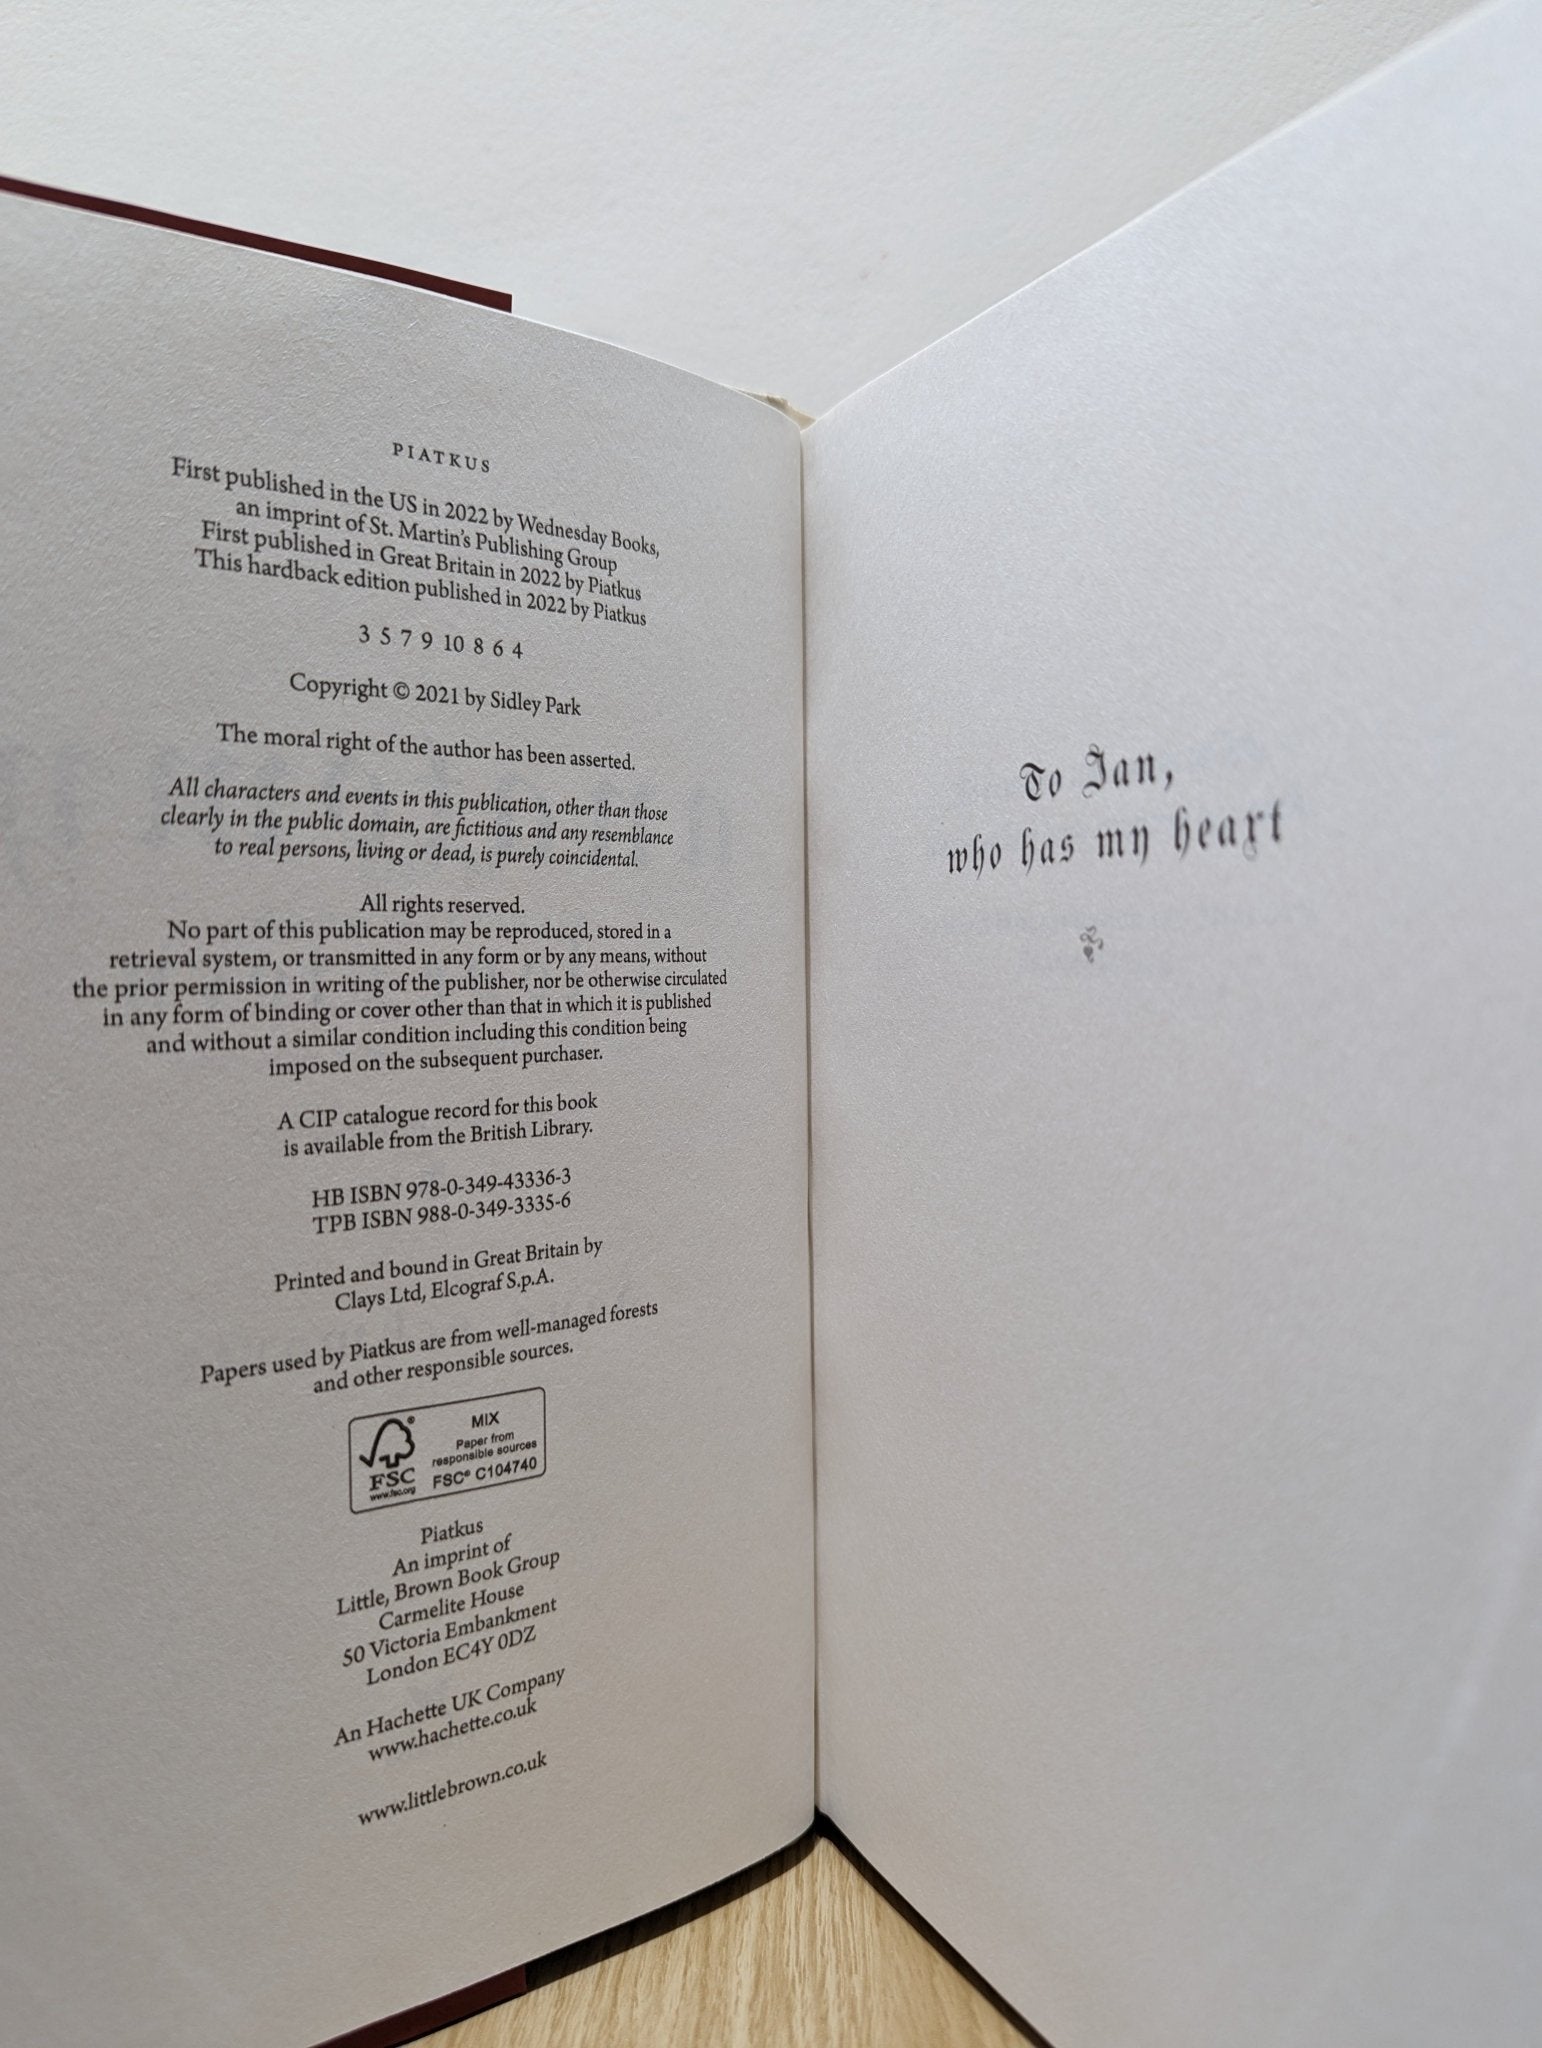 PIATKUS
First published in the US in 2022 by Wednesday Books,
an imprint of St. Martin's Publishing Group
First published in Great Britain in 2022 by Piatkus
This hardback edition published in 2022 by Piatkus
3 5 7 9 10 8 6 4
Copyright © 2021 by Sidley Park
The moral right of the author has been asserted.
All characters and events in this publication, other than those
clearly in the public domain, are fictitious and any resemblance
to real persons, living or dead, is purely coincidental.
All rights reserved.
No part of this publication may be reproduced, stored in a
retrieval system, or transmitted in any form or by any means, without
the prior permission in writing of the publisher, nor be otherwise circulated
in any form of binding or cover other than that in which it is published
and without a similar condition including this condition being
imposed on the subsequent purchaser.
A CIP catalogue record for this book
is available from the British Library.
HB ISBN 978-0-349-43336-3
TPB ISBN 988-0-349-3335-6
Printed and bound in Great Britain by
Clays Ltd, Elcograf S.p.A.
Papers used by Piatkus are from well-managed forests
and other responsible sources.
FSC®
www.fsc.org
MIX
Paper from
responsible sources
FSC® C104740
Piatkus
An imprint of
Little, Brown Book Group
Carmelite House
50 Victoria Embankment
London EC4Y 0DZ
An Hachette UK Company
www.hachette.co.uk
www.littlebrown.co.uk
To Ian,
who has my heart